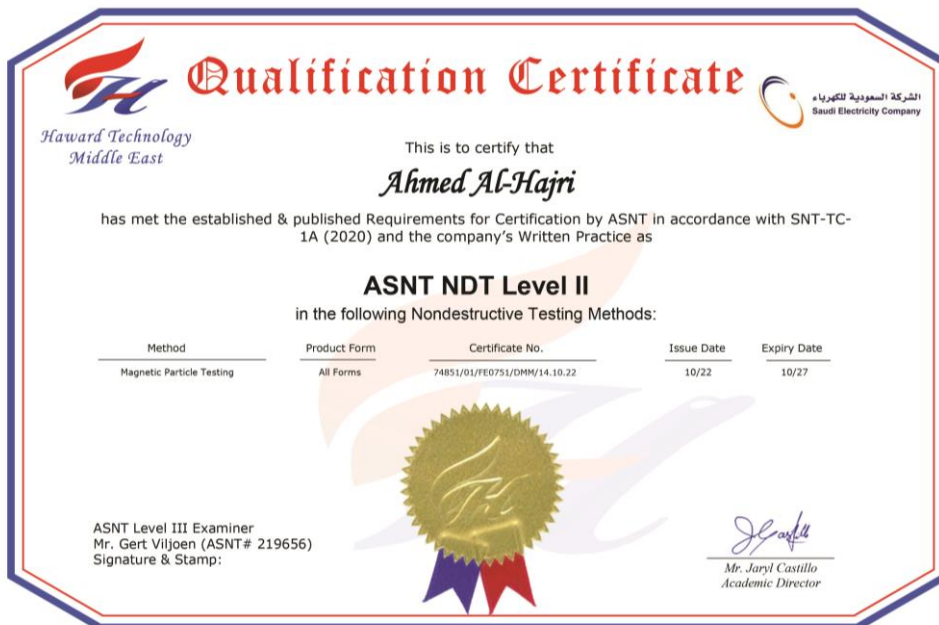 Qualification Certificate
Haward Technology
Middle East
الشركة السعودية للكهرباء
Saudi Electricity Company
This is to certify that
Ahmed Al-Hajri
has met the established & published Requirements for Certification by ASNT in accordance with SNT-TC-
1A (2020) and the company's Written Practice as
ASNT NDT Level II
in the following Nondestructive Testing Methods:
Method Product Form Certificate No. Issue Date Expiry Date
Magnetic Particle Testing All Forms 74851/01/FE0751/DMM/14.10.22 10/22 10/27
ASNT Level III Examiner
Mr. Gert Viljoen (ASNT# 219656)
Signature & Stamp:
Mr. Jaryl Castillo
Academic Director